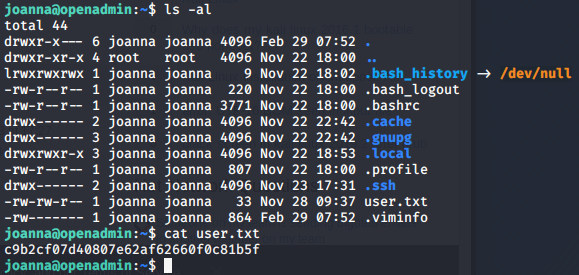 joanna@openadmin:~$ ls -al
total 44
drwxr-x--- 6 joanna joanna 4096 Feb 29 07:52 .
drwxr-xr-x 4 root   root   4096 Nov 22 18:00 ..
lrwxrwxrwx 1 joanna joanna    9 Nov 22 18:02 .bash_history → /dev/null
-rw-r--r-- 1 joanna joanna  220 Nov 22 18:00 .bash_logout
-rw-r--r-- 1 joanna joanna 3771 Nov 22 18:00 .bashrc
drwx------ 2 joanna joanna 4096 Nov 22 22:42 .cache
drwx------ 3 joanna joanna 4096 Nov 22 22:42 .gnupg
drwxrwxr-x 3 joanna joanna 4096 Nov 22 18:53 .local
-rw-r--r-- 1 joanna joanna  807 Nov 22 18:00 .profile
drwx------ 2 joanna joanna 4096 Nov 23 17:31 .ssh
-rw-rw-r-- 1 joanna joanna   33 Nov 28 09:37 user.txt
-rw------- 1 joanna joanna  864 Feb 29 07:52 .viminfo
joanna@openadmin:~$ cat user.txt
c9b2cf07d40807e62af62660f0c81b5f
joanna@openadmin:~$